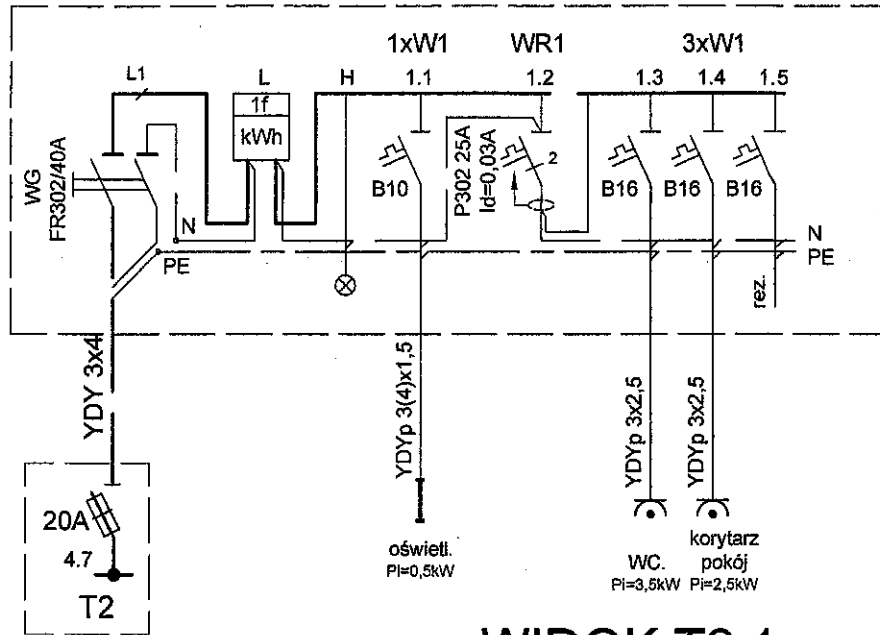 1xW1 WR1 3xW1
L1 L H 1.1 1.2 1.3 1.4 1.5
1f
kWh
WG
FR302/40A
P302 25A
Id=0,03A
2
B10 B16 B16 B16
N
N
PE
PE
rez.
YDY 3x4
YDYp 3(4)x1,5
YDYp 3x2,5
YDYp 3x2,5
20A
4.7
T2
oświetl.
Pi=0,5kW
WC.
Pi=3,5kW
korytarz
pokój
Pi=2,5kW